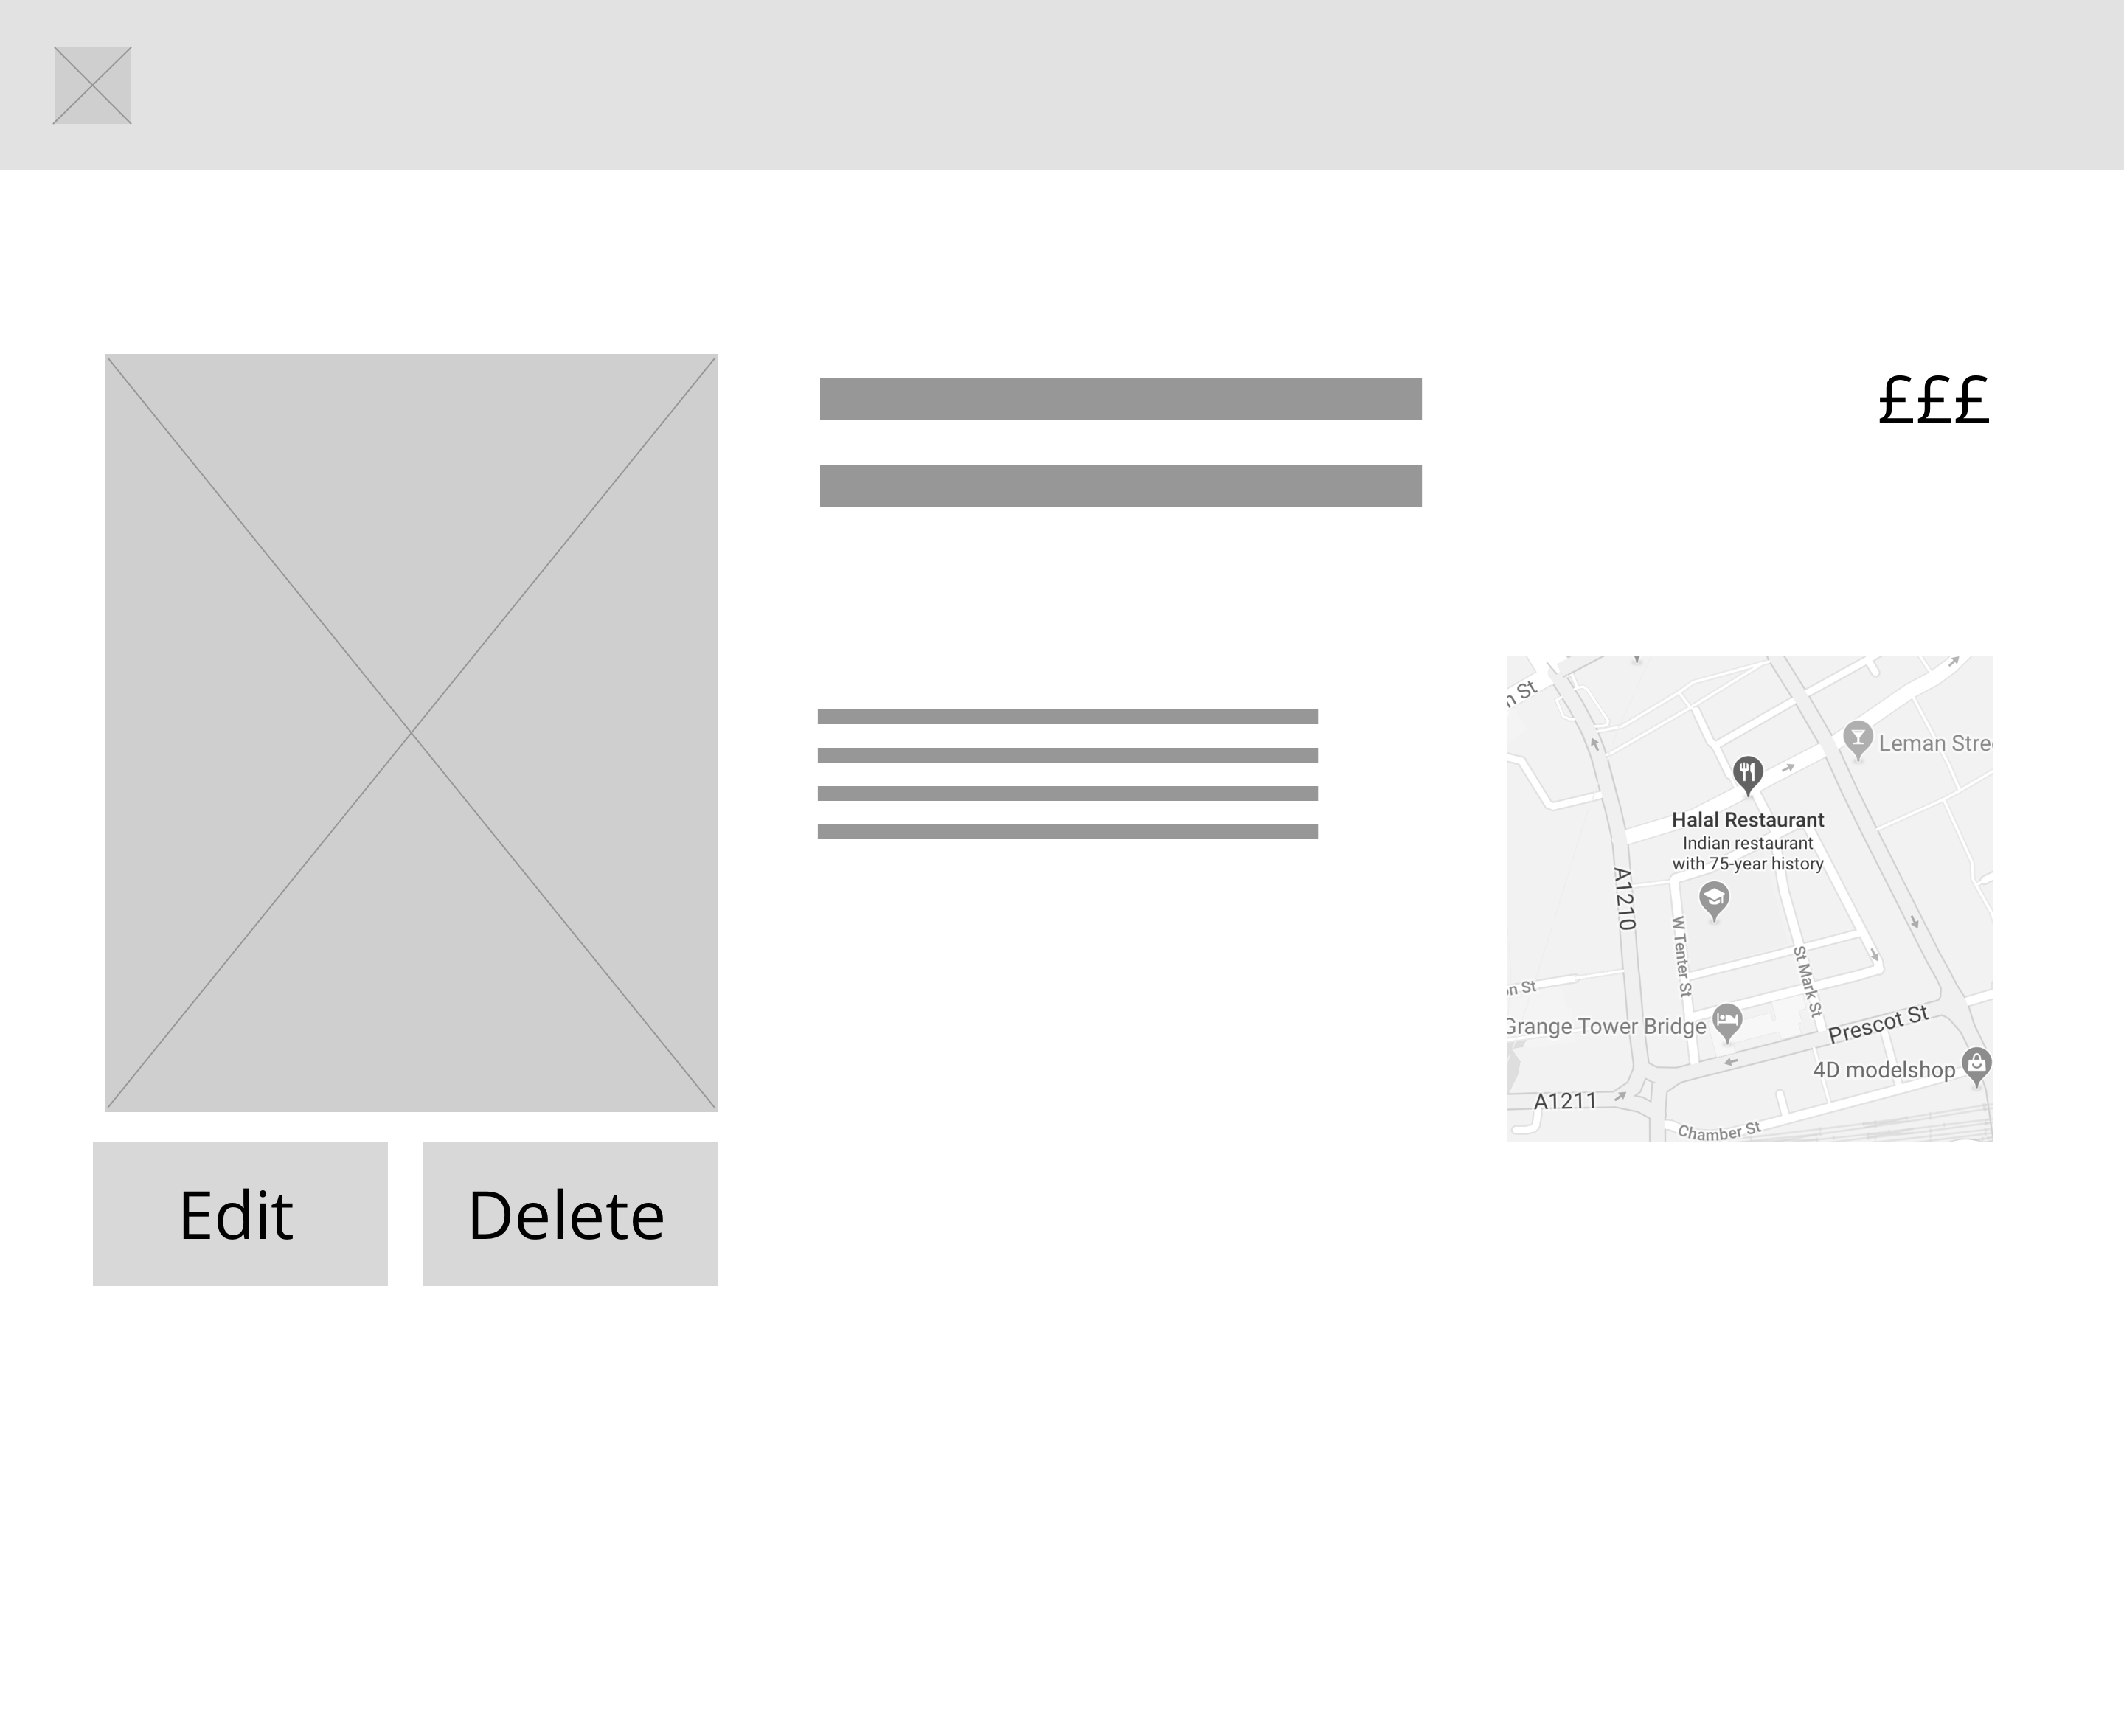 £££
n St
Leman Stre
Halal Restaurant
Indian restaurant
with 75-year history
A1210
W Tenter St
St Mark St
on St
Grange Tower Bridge
Prescot St
4D modelshop
A1211
Chamber St
Edit
Delete